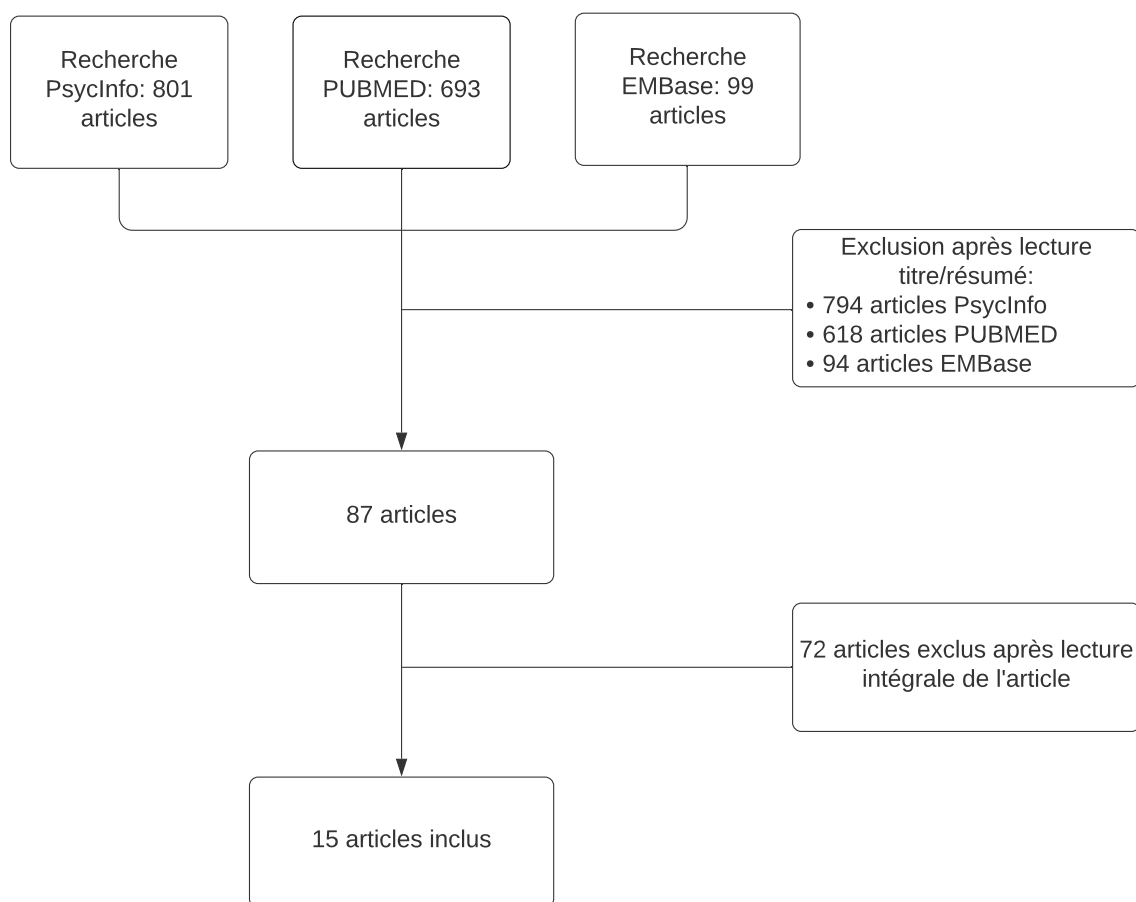 Recherche
PsycInfo: 801
articles
Recherche
PUBMED: 693
articles
Recherche
EMBase: 99
articles
Exclusion après lecture
titre/résumé:
• 794 articles PsycInfo
• 618 articles PUBMED
• 94 articles EMBase
87 articles
72 articles exclus après lecture
intégrale de l'article
15 articles inclus